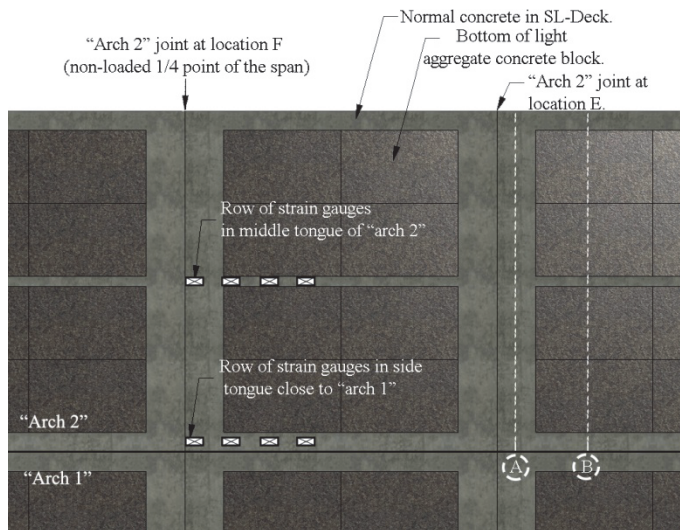 Normal concrete in SL-Deck.
"Arch 2" joint at location F
(non-loaded 1/4 point of the span)
Bottom of light
aggregate concrete block.
"Arch 2" joint at
location E.
Row of strain gauges
in middle tongue of "arch 2"
Row of strain gauges in side
tongue close to "arch 1"
"Arch 2"
"Arch 1"
A
B